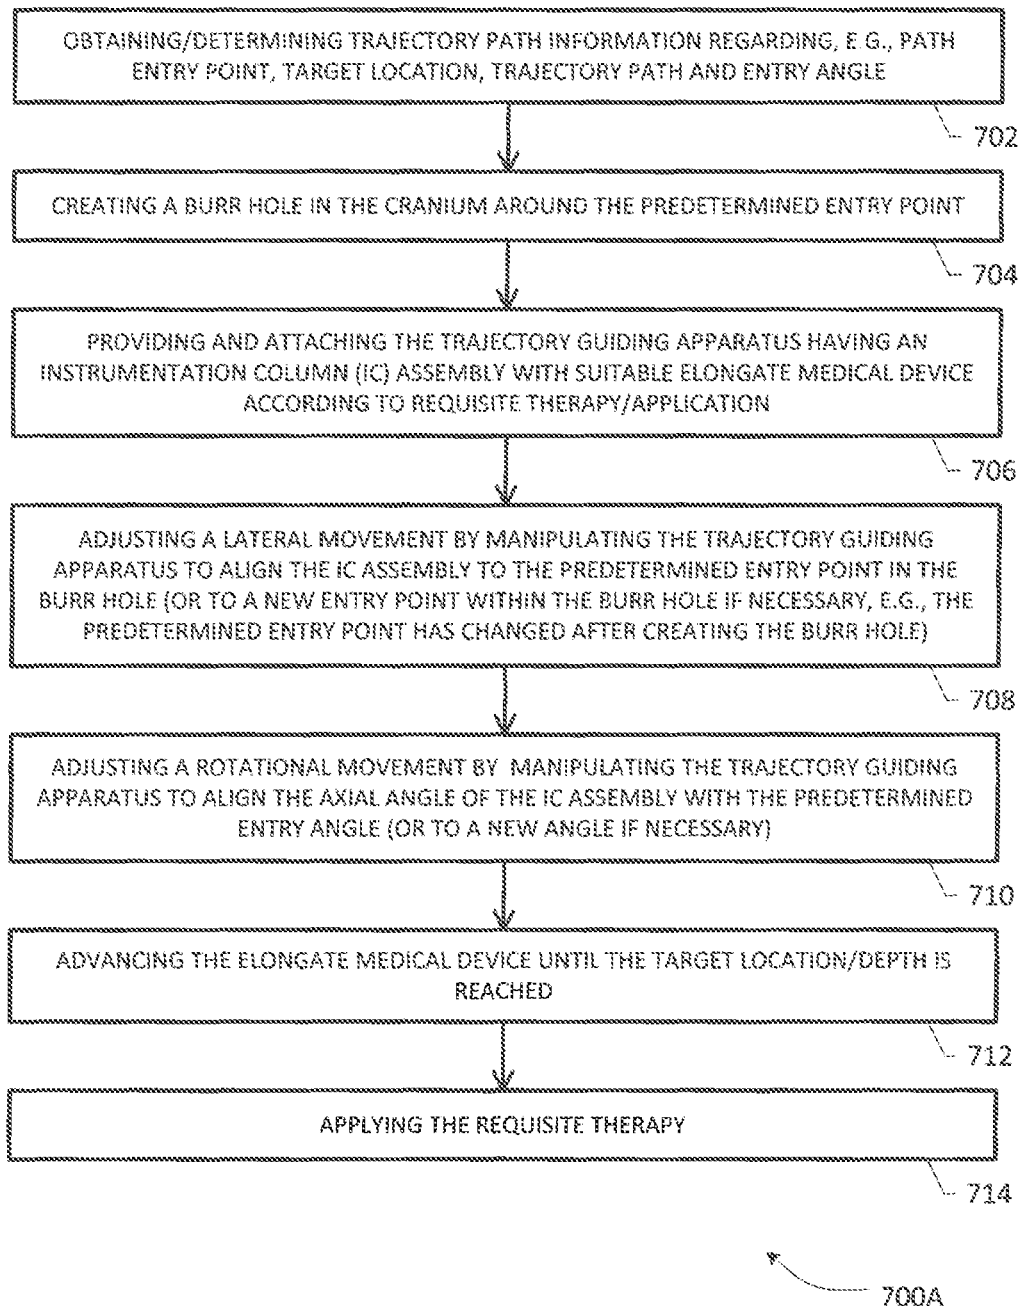 OBTAINING/DETERMINING TRAJECTORY PATH INFORMATION REGARDING, E.G., PATH
ENTRY POINT, TARGET LOCATION, TRAJECTORY PATH AND ENTRY ANGLE
702
CREATING A BURR HOLE IN THE CRANIUM AROUND THE PREDETERMINED ENTRY POINT
704
PROVIDING AND ATTACHING THE TRAJECTORY GUIDING APPARATUS HAVING AN
INSTRUMENTATION COLUMN (IC) ASSEMBLY WITH SUITABLE ELONGATE MEDICAL DEVICE
ACCORDING TO REQUISITE THERAPY/APPLICATION
706
ADJUSTING A LATERAL MOVEMENT BY MANIPULATING THE TRAJECTORY GUIDING
APPARATUS TO ALIGN THE IC ASSEMBLY TO THE PREDETERMINED ENTRY POINT IN THE
BURR HOLE (OR TO A NEW ENTRY POINT WITHIN THE BURR HOLE IF NECESSARY, E.G., THE
PREDETERMINED ENTRY POINT HAS CHANGED AFTER CREATING THE BURR HOLE)
708
ADJUSTING A ROTATIONAL MOVEMENT BY MANIPULATING THE TRAJECTORY GUIDING
APPARATUS TO ALIGN THE AXIAL ANGLE OF THE IC ASSEMBLY WITH THE PREDETERMINED
ENTRY ANGLE (OR TO A NEW ANGLE IF NECESSARY)
710
ADVANCING THE ELONGATE MEDICAL DEVICE UNTIL THE TARGET LOCATION/DEPTH IS
REACHED
712
APPLYING THE REQUISITE THERAPY
714
700A